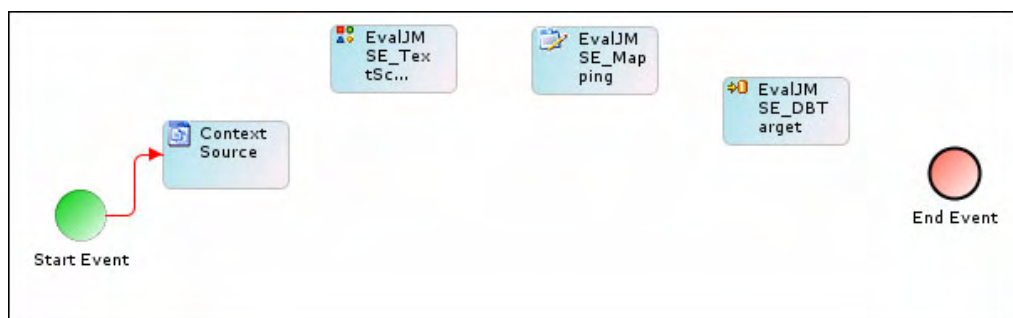 EvalJM
SE_Tex
tSc...
EvalJM
SE_Map
ping
EvalJM
SE_DBT
arget
Context
Source
Start Event
End Event